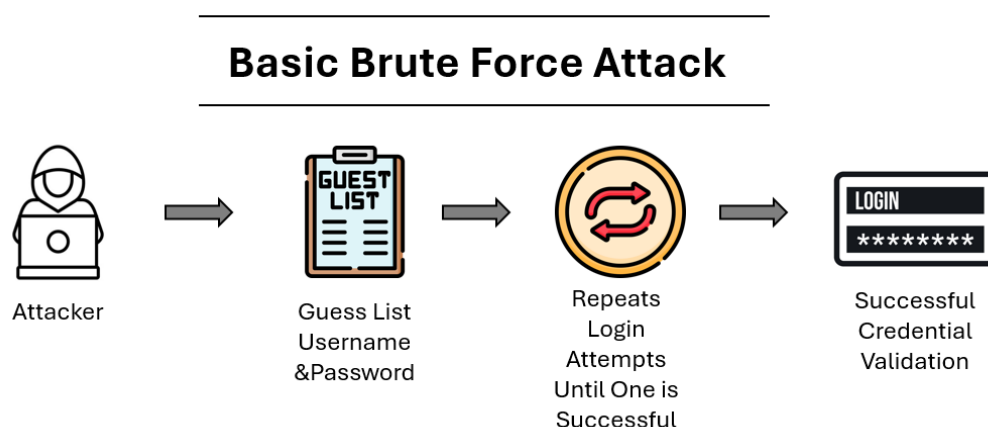 Basic Brute Force Attack
GUEST
LIST
LOGIN
********
Attacker
Guess List
Username
&Password
Repeats
Login
Attempts
Until One is
Successful
Successful
Credential
Validation